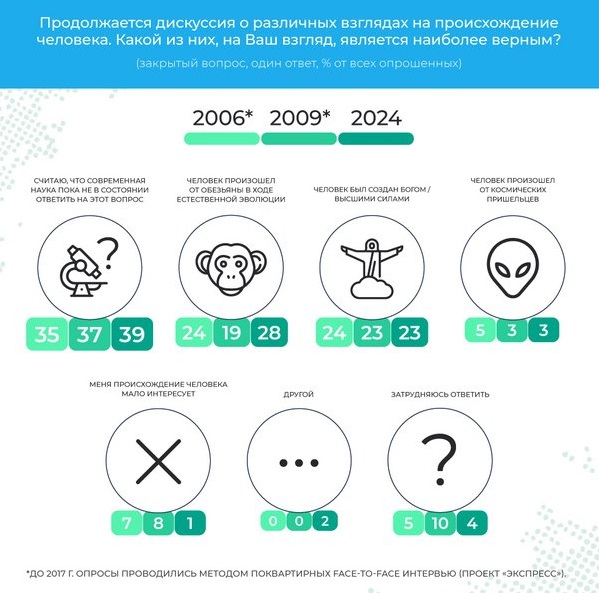 Продолжается дискуссия о различных взглядах на происхождение
человека. Какой из них, на Ваш взгляд, является наиболее верным?
(закрытый вопрос, один ответ, % от всех опрошенных)
2006* 2009* 2024
СЧИТАЮ, ЧТО СОВРЕМЕННАЯ
НАУКА ПОКА НЕ В СОСТОЯНИИ
ОТВЕТИТЬ НА ЭТОТ ВОПРОС
35 37 39
ЧЕЛОВЕК ПРОИЗОШЕЛ
ОТ ОБЕЗЬЯНЫ В ХОДЕ
ЕСТЕСТВЕННОЙ ЭВОЛЮЦИИ
24 19 28
ЧЕЛОВЕК БЫЛ СОЗДАН БОГОМ /
ВЫСШИМИ СИЛАМИ
24 23 23
ЧЕЛОВЕК ПРОИЗОШЕЛ
ОТ КОСМИЧЕСКИХ
ПРИШЕЛЬЦЕВ
5 3 3
МЕНЯ ПРОИСХОЖДЕНИЕ ЧЕЛОВЕКА
МАЛО ИНТЕРЕСУЕТ
7 8 1
ДРУГОЙ
0 0 2
ЗАТРУДНЯЮСЬ ОТВЕТИТЬ
?
5 10 4
*ДО 2017 Г. ОПРОСЫ ПРОВОДИЛИСЬ МЕТОДОМ ПОКВАРТИРНЫХ FACE-TO-FACE ИНТЕРВЬЮ (ПРОЕКТ «ЭКСПРЕСС»).